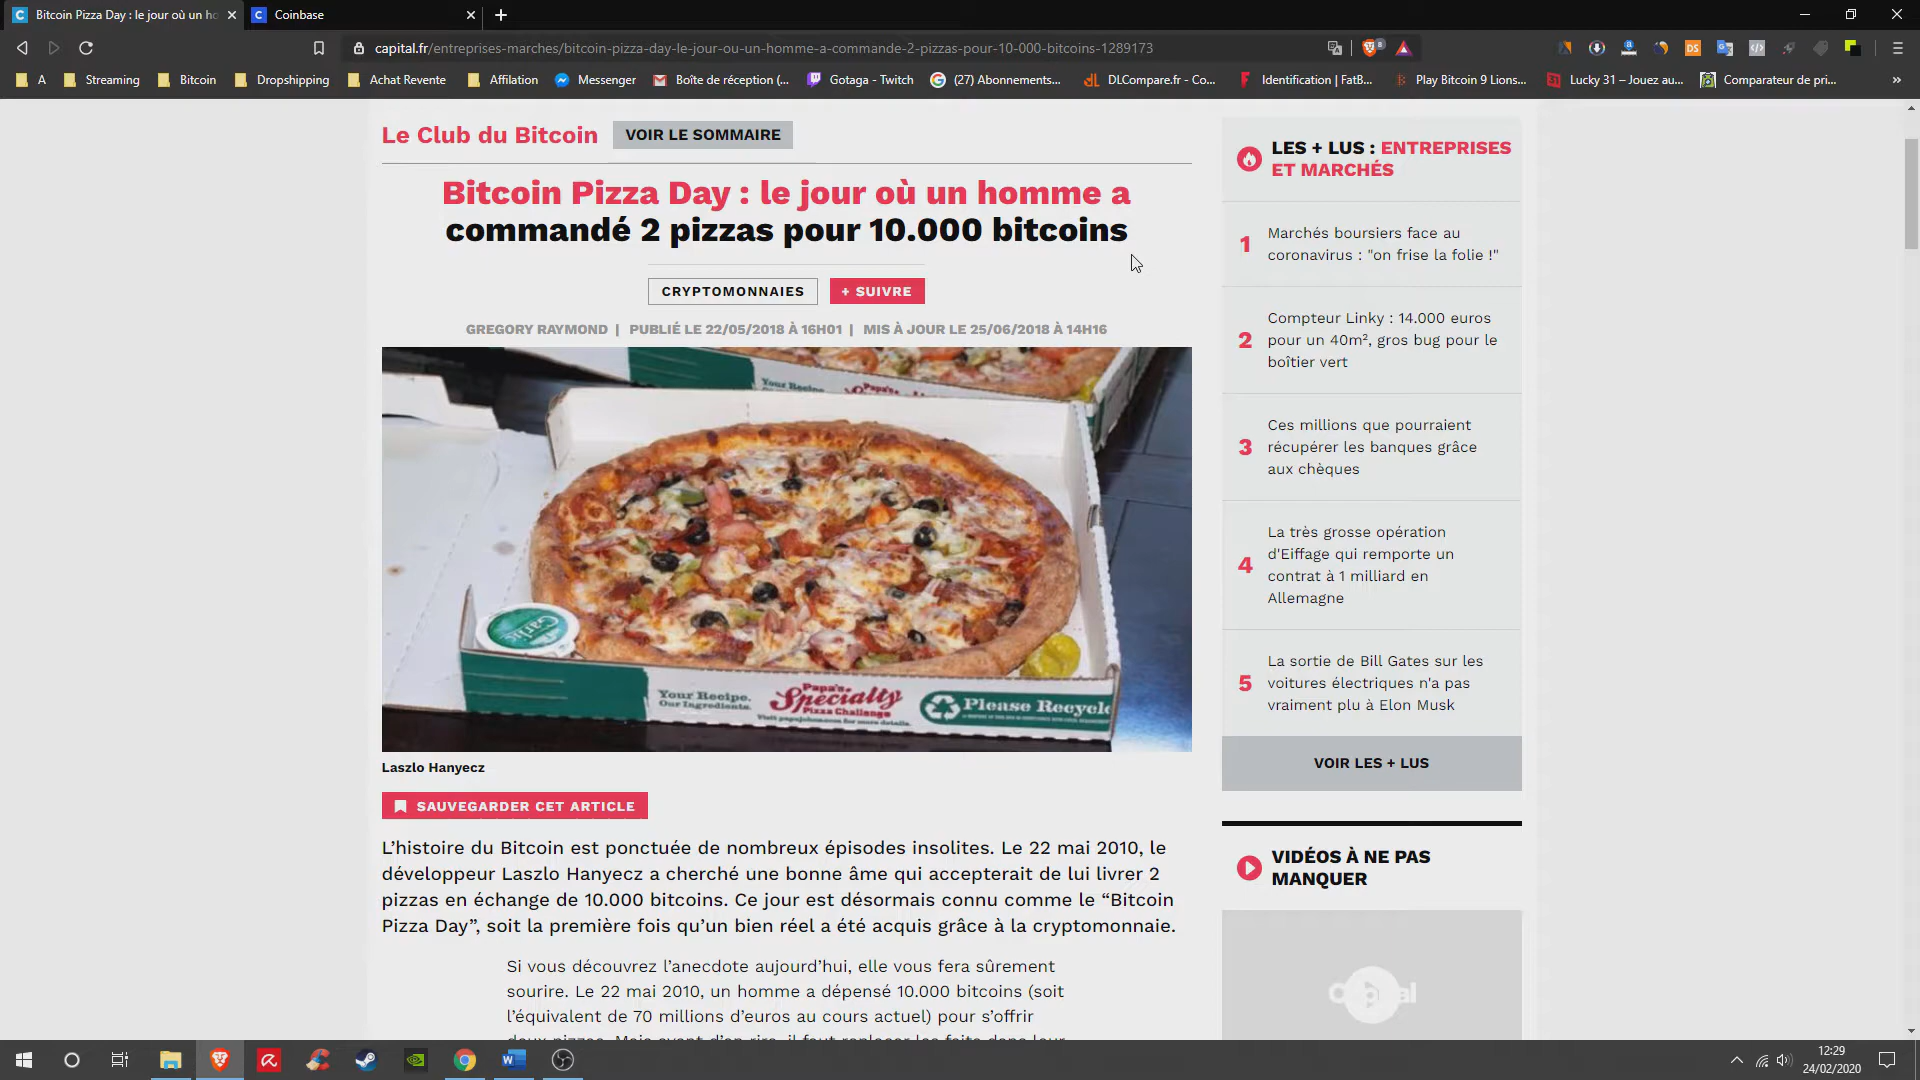 Bitcoin Pizza Day : le jour où un ho
Coinbase
capital.fr/entreprises-marches/bitcoin-pizza-day-le-jour-ou-un-homme-a-commande-2-pizzas-pour-10-000-bitcoins-1289173
A
Streaming
Bitcoin
Dropshipping
Achat Revente
Affilation
Messenger
Boîte de réception (...
Gotaga - Twitch
(27) Abonnements...
DLCompare.fr - Co...
Identification | FatB...
Play Bitcoin 9 Lions...
Lucky 31 – Jouez au...
Comparateur de pri...
Le Club du Bitcoin
VOIR LE SOMMAIRE
Bitcoin Pizza Day : le jour où un homme a
commandé 2 pizzas pour 10.000 bitcoins
CRYPTOMONNAIES
+ SUIVRE
GREGORY RAYMOND | PUBLIÉ LE 22/05/2018 À 16H01 | MIS À JOUR LE 25/06/2018 À 14H16
Your Recipe.
Our Ingredients.
Papa's
Specialty
Pizza Challenge
Visit papajohns.com for more details.
Please Recycle
Garlic
Laszlo Hanyecz
SAUVEGARDER CET ARTICLE
L'histoire du Bitcoin est ponctuée de nombreux épisodes insolites. Le 22 mai 2010, le
développeur Laszlo Hanyecz a cherché une bonne âme qui accepterait de lui livrer 2
pizzas en échange de 10.000 bitcoins. Ce jour est désormais connu comme le “Bitcoin
Pizza Day”, soit la première fois qu'un bien réel a été acquis grâce à la cryptomonnaie.
Si vous découvrez l'anecdote aujourd'hui, elle vous fera sûrement
sourire. Le 22 mai 2010, un homme a dépensé 10.000 bitcoins (soit
l'équivalent de 70 millions d'euros au cours actuel) pour s'offrir
LES + LUS : ENTREPRISES
ET MARCHÉS
1
Marchés boursiers face au
coronavirus : "on frise la folie !"
2
Compteur Linky : 14.000 euros
pour un 40m², gros bug pour le
boîtier vert
3
Ces millions que pourraient
récupérer les banques grâce
aux chèques
4
La très grosse opération
d'Eiffage qui remporte un
contrat à 1 milliard en
Allemagne
5
La sortie de Bill Gates sur les
voitures électriques n'a pas
vraiment plu à Elon Musk
VOIR LES + LUS
VIDÉOS À NE PAS
MANQUER
12:29
24/02/2020